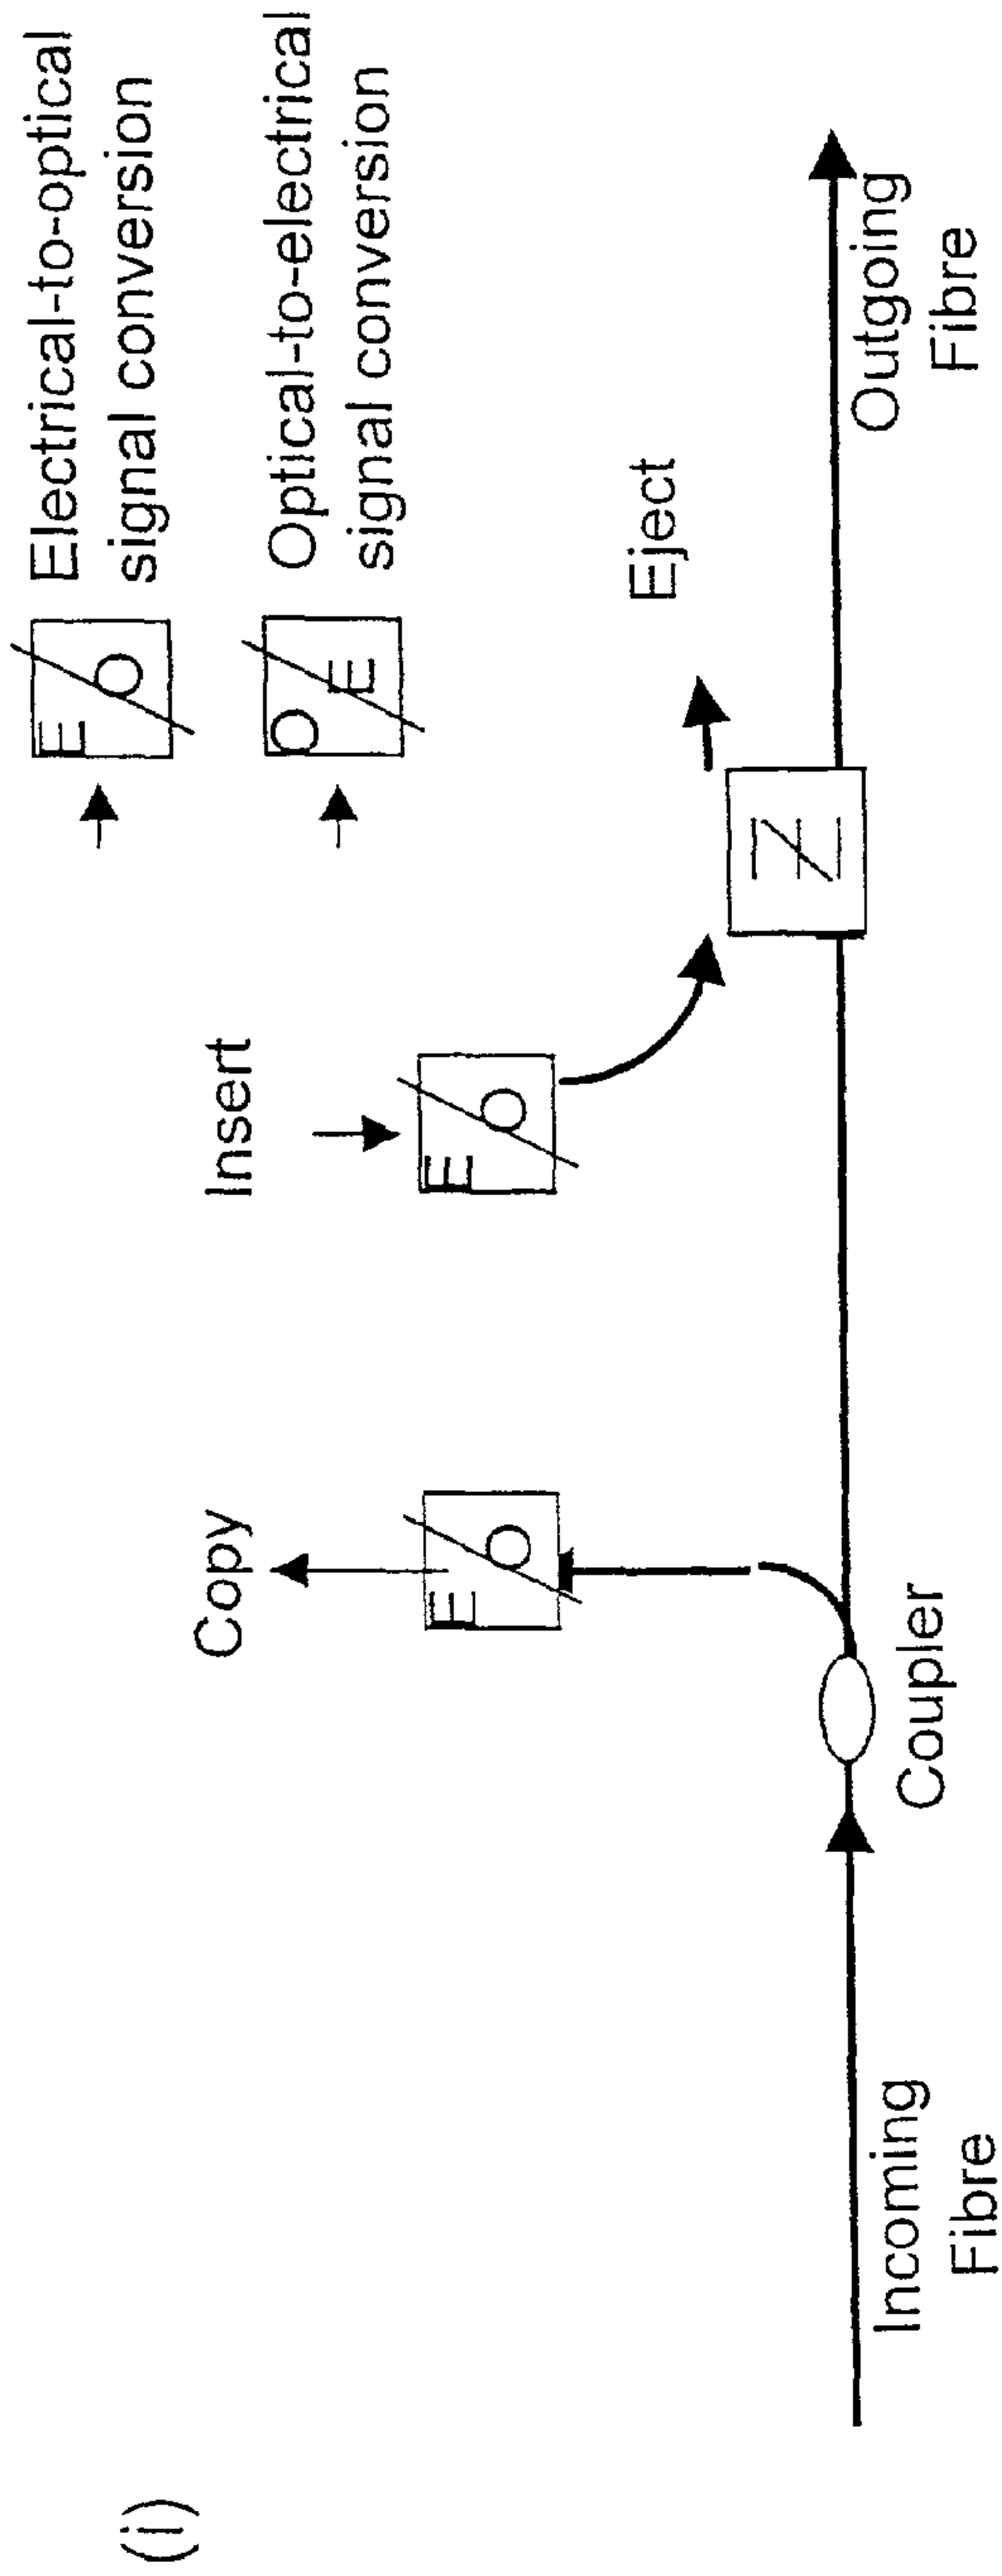 (i)
E
O
Electrical-to-optical
signal conversion
O
E
Optical-to-electrical
signal conversion
Copy
Insert
E
O
E
O
Eject
Coupler
Incoming
Fibre
Outgoing
Fibre